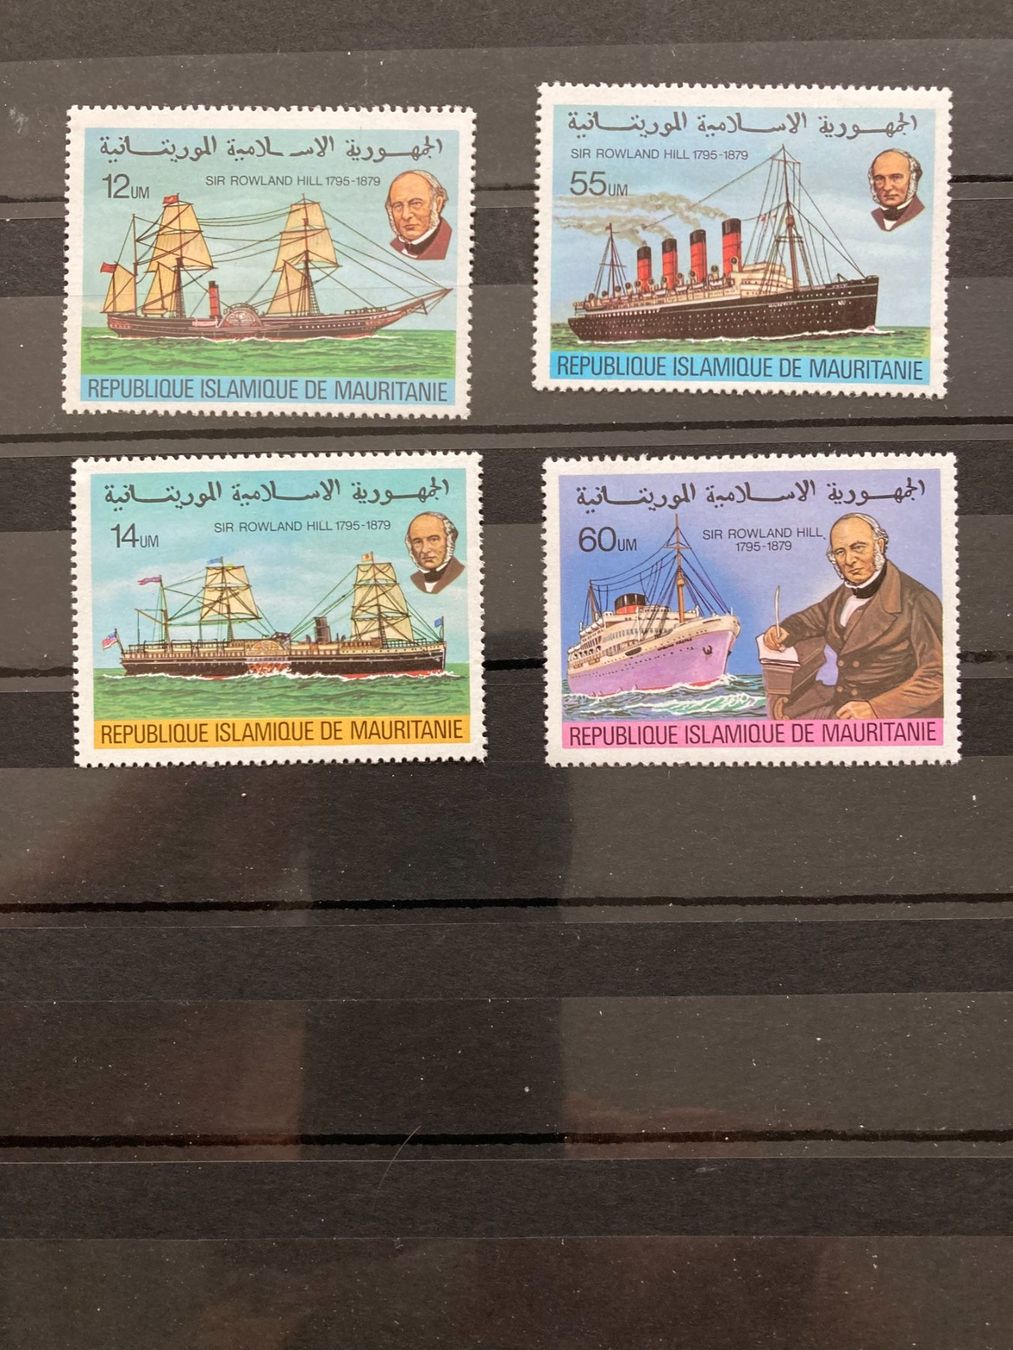 الجمهورية الاسلامية الموريتانية
SIR ROWLAND HILL 1795-1879
12UM
REPUBLIQUE ISLAMIQUE DE MAURITANIE
الجمهورية الاسلامية الموريتانية
SIR ROWLAND HILL 1795-1879
55UM
REPUBLIQUE ISLAMIQUE DE MAURITANIE
الجمهورية الاسلامية الموريتانية
SIR ROWLAND HILL 1795-1879
14UM
REPUBLIQUE ISLAMIQUE DE MAURITANIE
الجمهورية الاسلامية الموريتانية
SIR ROWLAND HILL
1795-1879
60UM
REPUBLIQUE ISLAMIQUE DE MAURITANIE